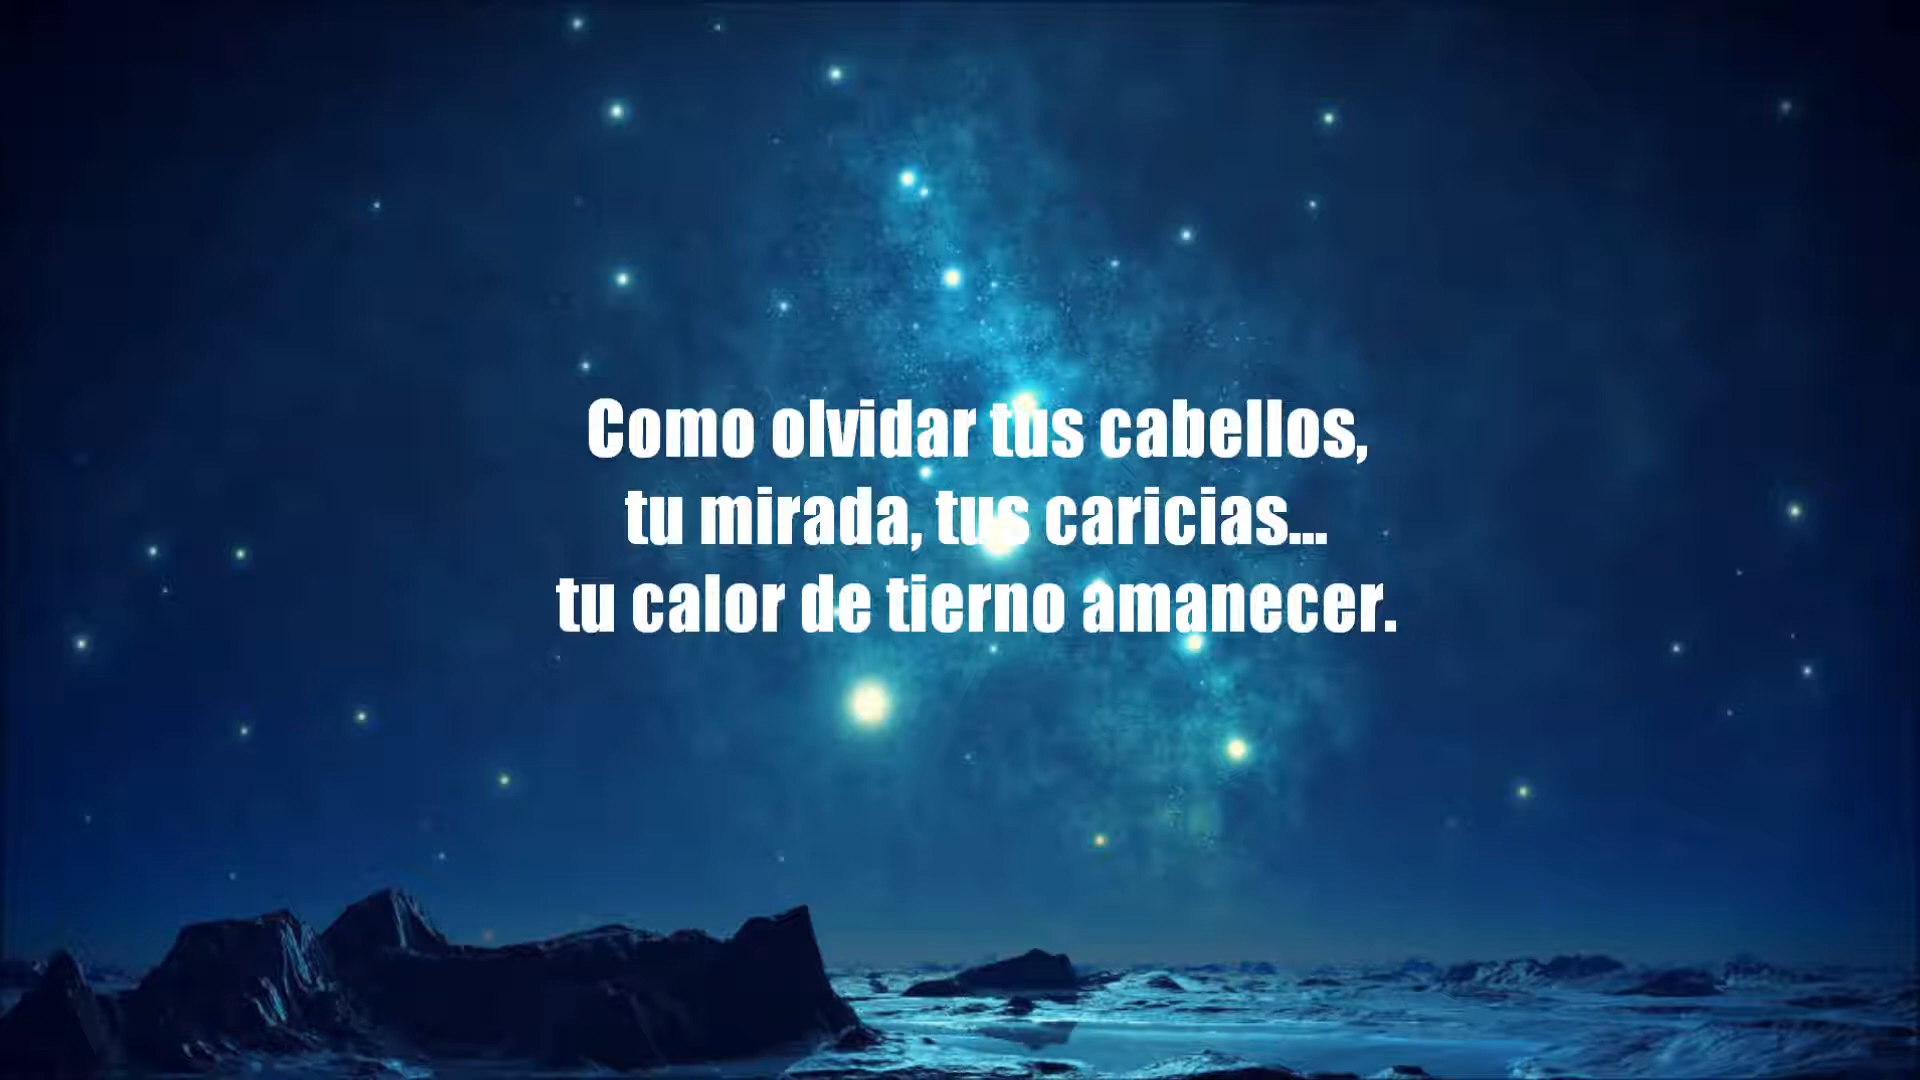 Como olvidar tus cabellos,
tu mirada, tus caricias...
tu calor de tierno amanecer.